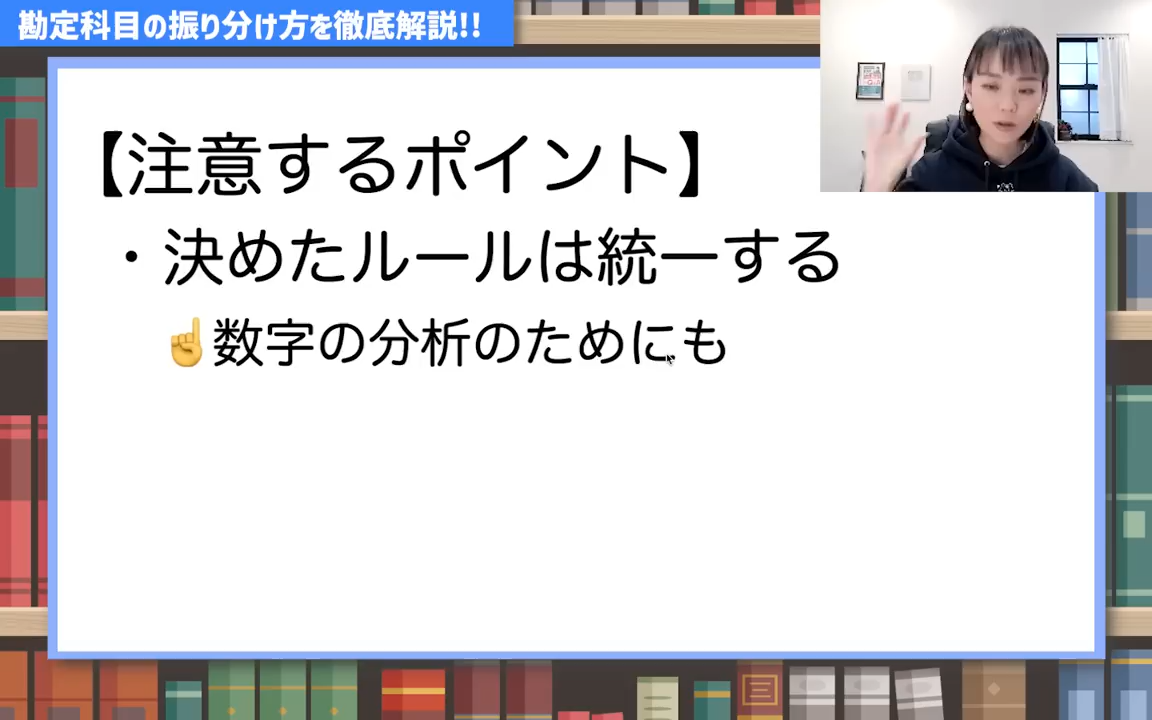 勘定科目の振り分け方を徹底解説!!
【注意するポイント】
・決めたルールは統一する
☝数字の分析のためにも